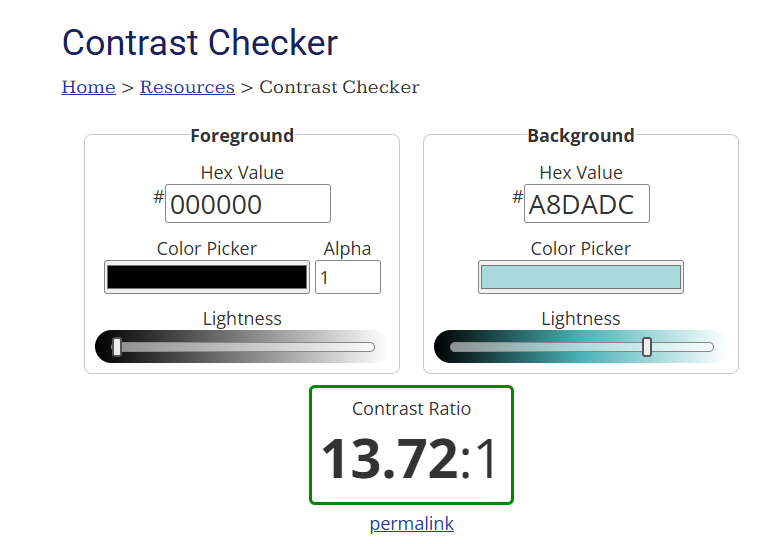 Contrast Checker
Home > Resources > Contrast Checker
Foreground
Hex Value
#000000
Color Picker Alpha
1
Lightness
Background
Hex Value
#A8DADC
Color Picker
Lightness
Contrast Ratio
13.72:1
permalink